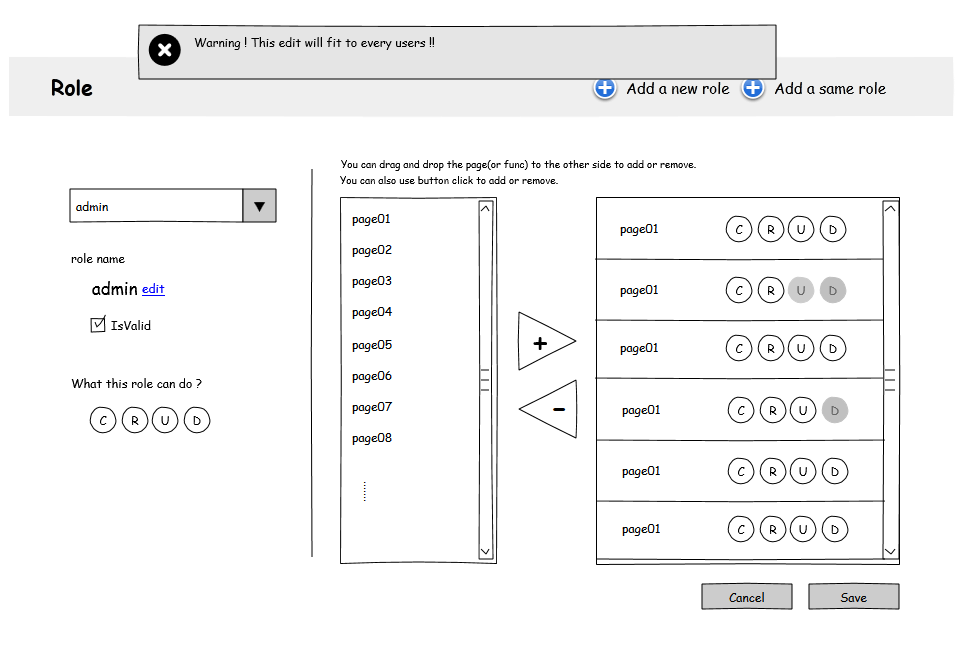 Warning ! This edit will fit to every users !!
Role
Add a new role
Add a same role
admin
role name
admin edit
IsValid
What this role can do ?
C R U D
You can drag and drop the page(or func) to the other side to add or remove.
You can also use button click to add or remove.
page01
page02
page03
page04
page05
page06
page07
page08
+
-
page01 C R U D
page01 C R U D
page01 C R U D
page01 C R U D
page01 C R U D
page01 C R U D
Cancel
Save